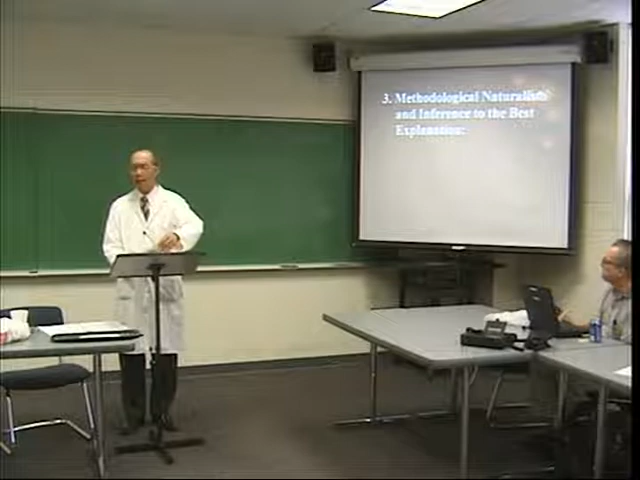 3. Methodological Naturalism
and Inference to the Best
Explanation: